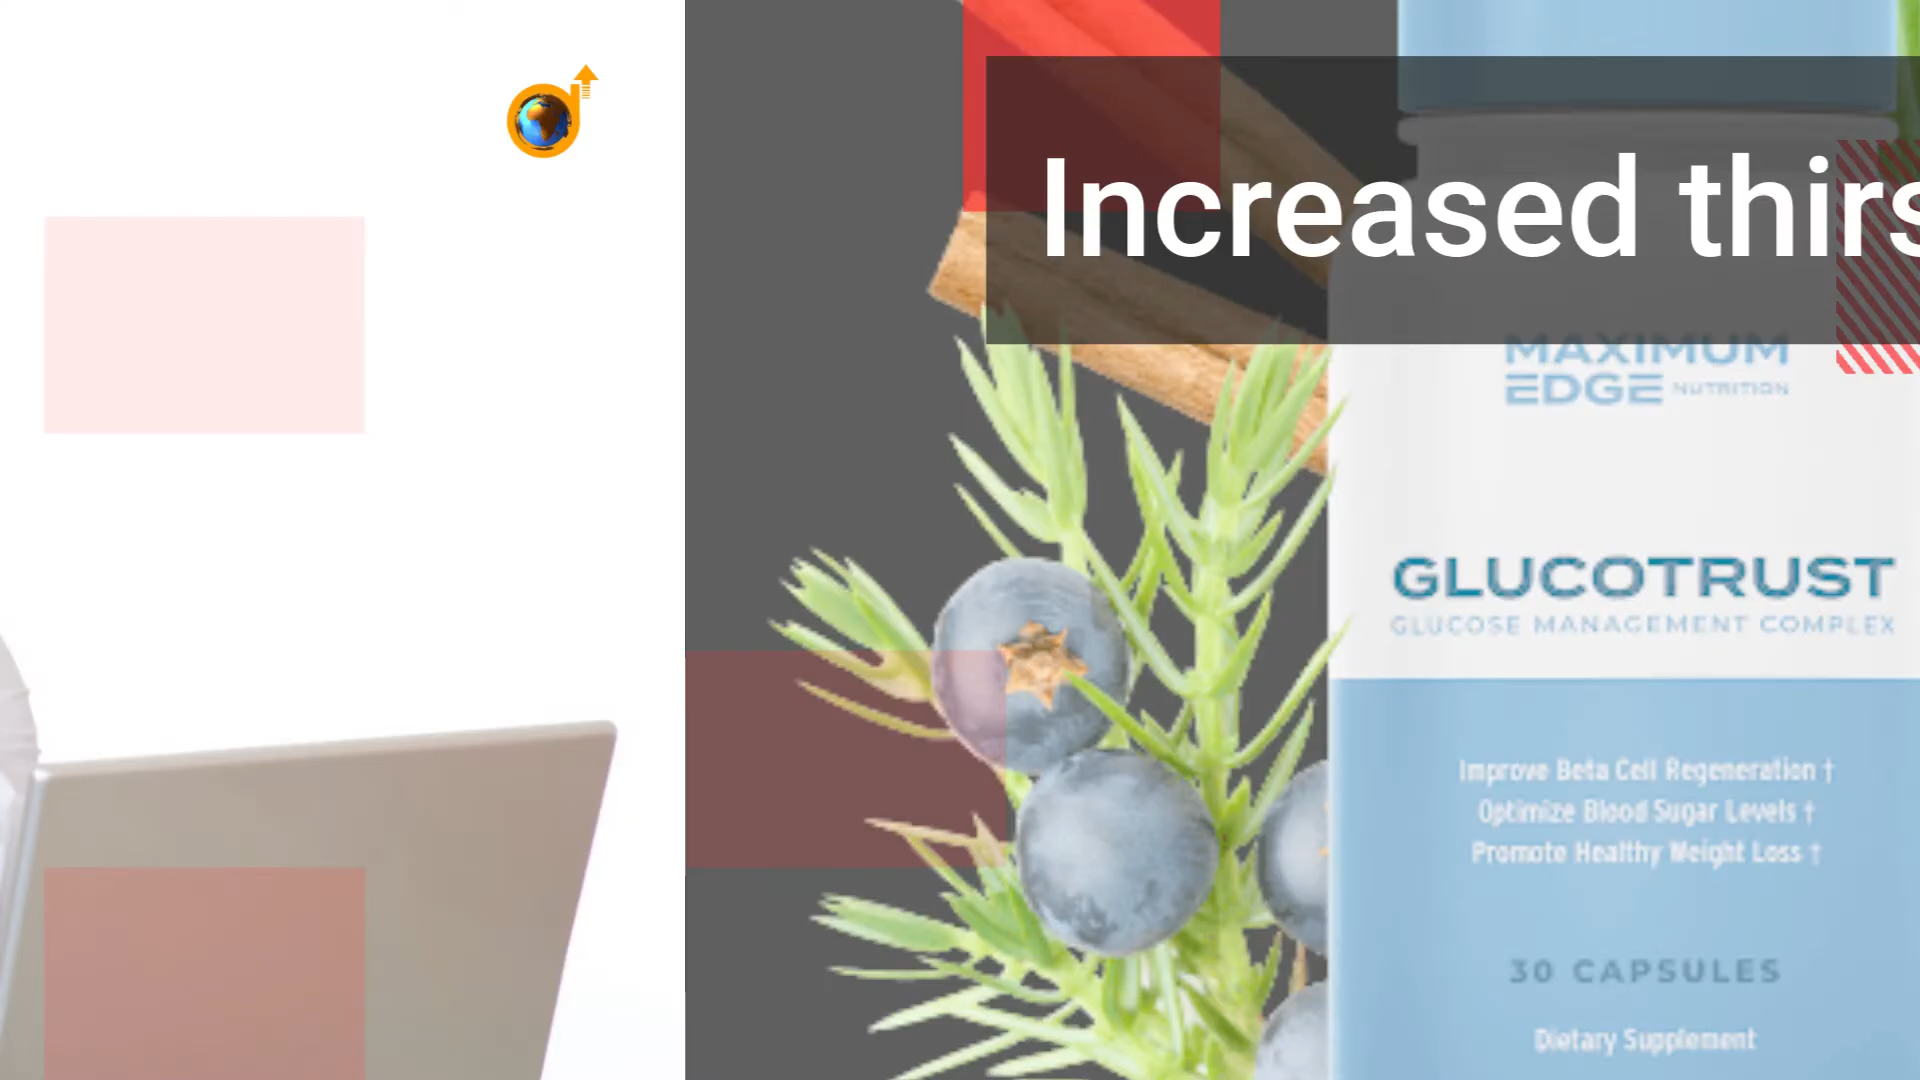 Increased thirs
MAXIMUM
EDGE NUTRITION
GLUCOTRUST
GLUCOSE MANAGEMENT COMPLEX
Improve Beta Cell Regeneration †
Optimize Blood Sugar Levels †
Promote Healthy Weight Loss †
30 CAPSULES
Dietary Supplement